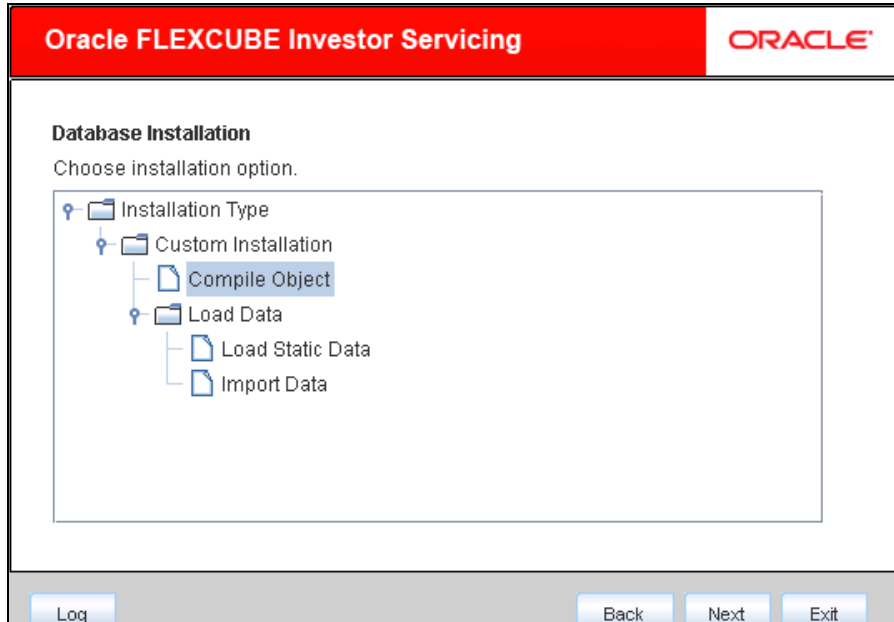 Oracle FLEXCUBE Investor Servicing
ORACLE
Database Installation
Choose installation option.
Installation Type
Custom Installation
Compile Object
Load Data
Load Static Data
Import Data
Log
Back
Next
Exit